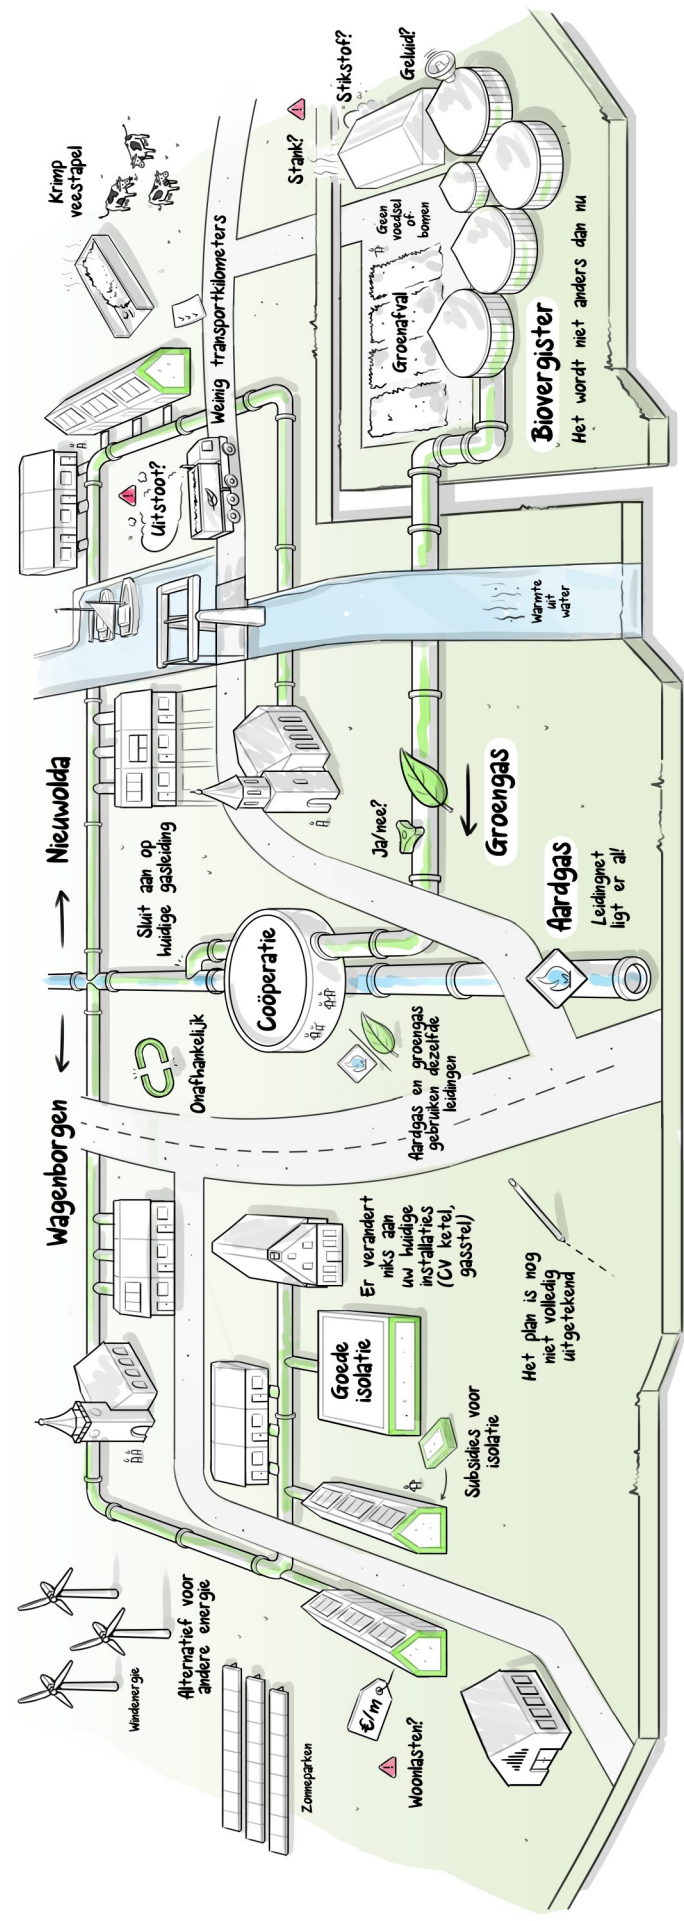 Windenergie
Alternatief voor
andere energie
Zonneparken
€/m
Woonlasten?
Wagenborgen
Nieuwolda
Goede
isolatie
Subsidies voor
isolatie
Er verandert
niks aan
uw huidige
installaties
(CV ketel,
gasstel)
Het plan is nog
niet volledig
uitgetekend
Onafhankelijk
Sluit aan op
huidige gasleiding
Coöperatie
Aardgas en groengas
gebruiken dezelfde
leidingen
Aardgas
Leidingnet
ligt er al!
Ja/nee?
Groengas
Warmte
uit
water
Uitstoot?
Weinig transportkilometers
Krimp
veestapel
Stank?
Stikstof?
Geluid?
Groenafval
Geen
voedsel
of
bomen
Biovergister
Het wordt niet anders dan nu